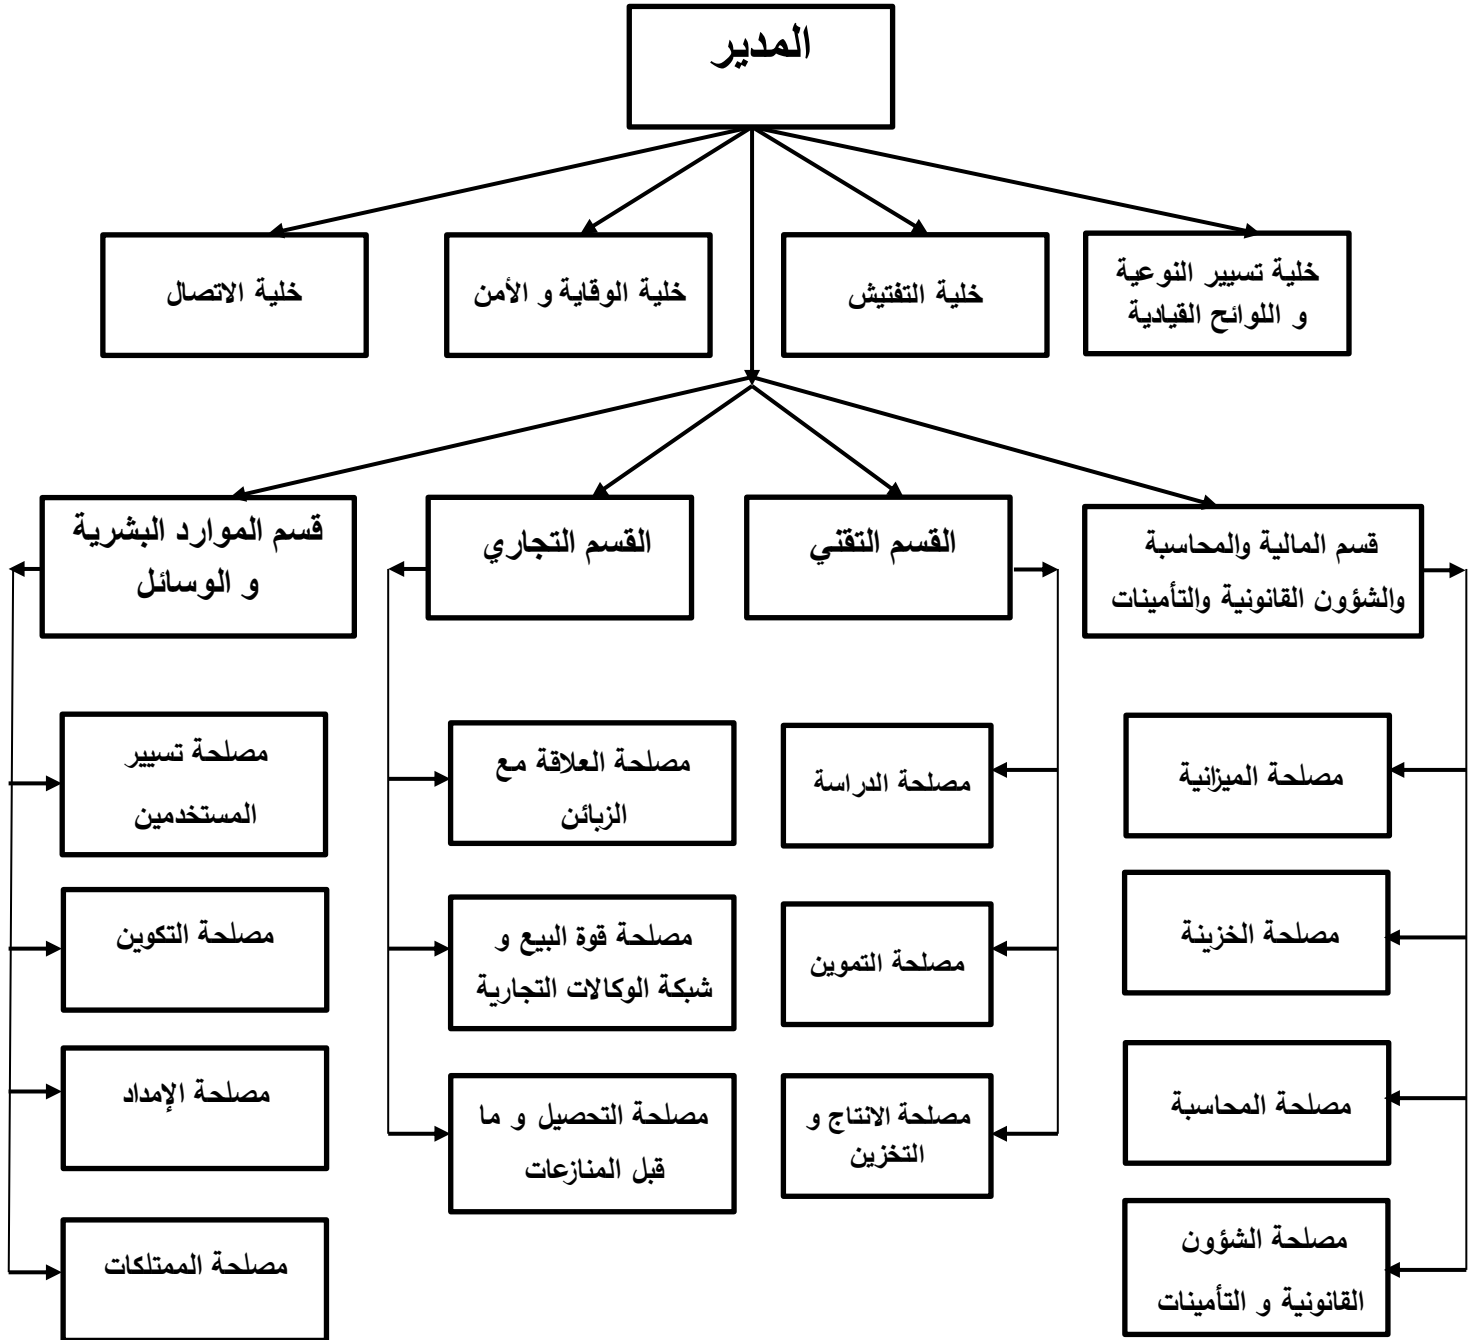 المدير
خلية تسيير النوعية
و اللوائح القيادية
خلية التفتيش
خلية الوقاية و الأمن
خلية الاتصال
قسم المالية والمحاسبة
والشؤون القانونية والتأمينات
القسم التقني
القسم التجاري
قسم الموارد البشرية
و الوسائل
مصلحة الميزانية
مصلحة الخزينة
مصلحة المحاسبة
مصلحة الشؤون
القانونية و التأمينات
مصلحة الدراسة
مصلحة التموين
مصلحة الانتاج و
التخزين
مصلحة العلاقة مع
الزبائن
مصلحة قوة البيع و
شبكة الوكالات التجارية
مصلحة التحصيل و ما
قبل المنازعات
مصلحة تسيير
المستخدمين
مصلحة التكوين
مصلحة الإمداد
مصلحة الممتلكات